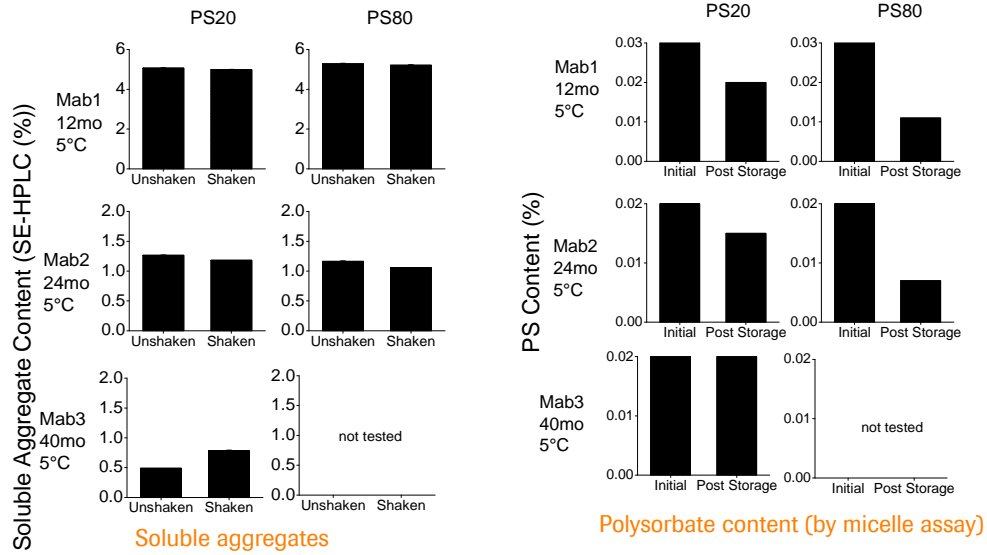 PS20
PS80
Soluble Aggregate Content (SE-HPLC (%))
Mab1
12mo
5°C
6
4
2
0
Unshaken Shaken
6
4
2
0
Unshaken Shaken
Mab2
24mo
5°C
2.0
1.5
1.0
0.5
0.0
Unshaken Shaken
2.0
1.5
1.0
0.5
0.0
Unshaken Shaken
Mab3
40mo
5°C
2.0
1.5
1.0
0.5
0.0
Unshaken Shaken
2.0
1.5
1.0
0.5
0.0
not tested
Unshaken Shaken
Soluble aggregates
PS20
PS80
PS Content (%)
Mab1
12mo
5°C
0.03
0.02
0.01
0.00
Initial Post Storage
0.03
0.02
0.01
0.00
Initial Post Storage
Mab2
24mo
5°C
0.02
0.01
0.00
Initial Post Storage
0.02
0.01
0.00
Initial Post Storage
Mab3
40mo
5°C
0.02
0.01
0.00
Initial Post Storage
0.02
0.01
0.00
not tested
Initial Post Storage
Polysorbate content (by micelle assay)